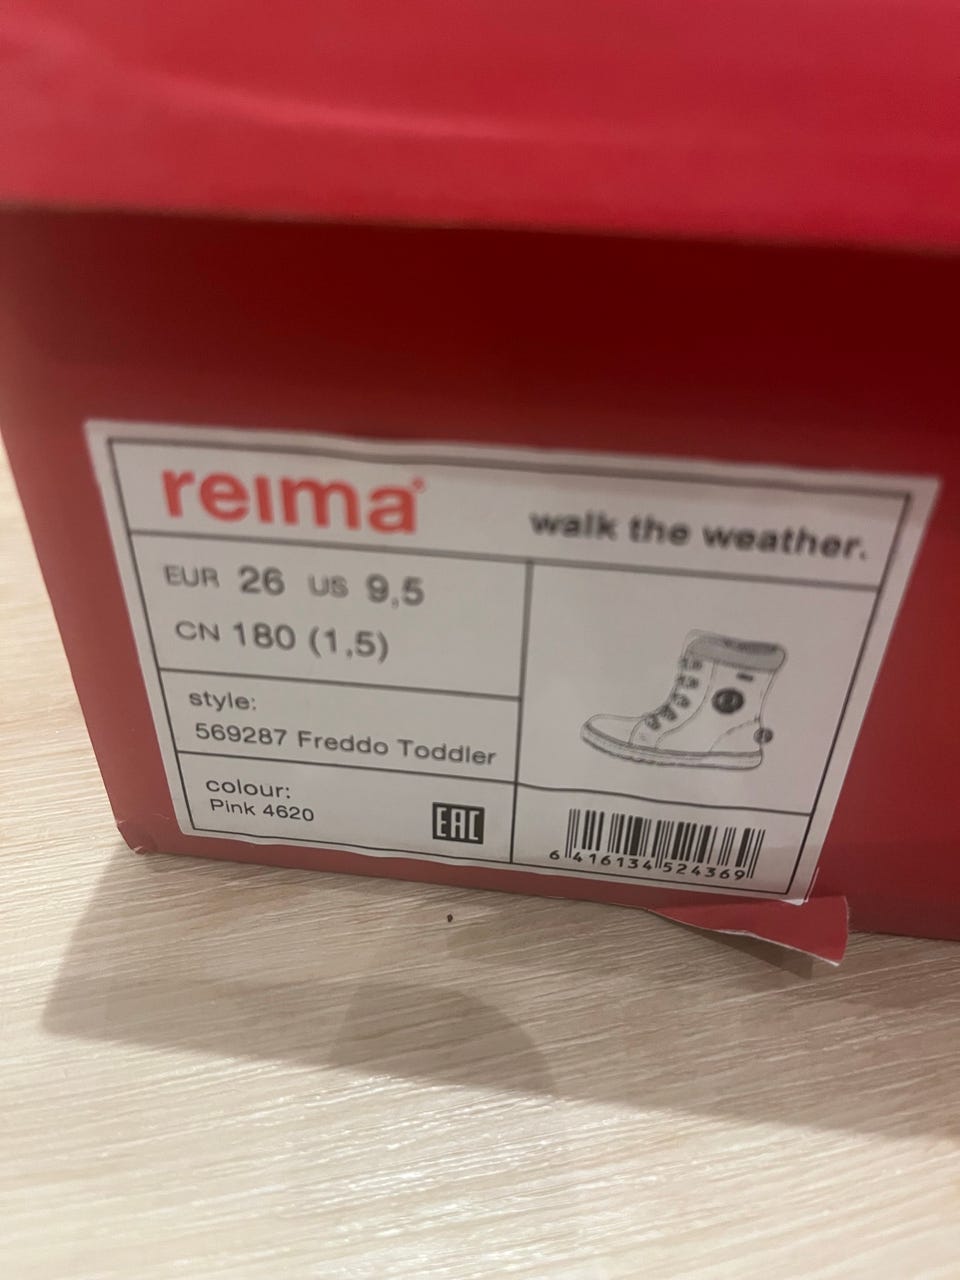 reima®
walk the weather.
EUR 26 US 9,5
CN 180 (1,5)
style:
569287 Freddo Toddler
colour:
Pink 4620
EAC
6 416134 524369